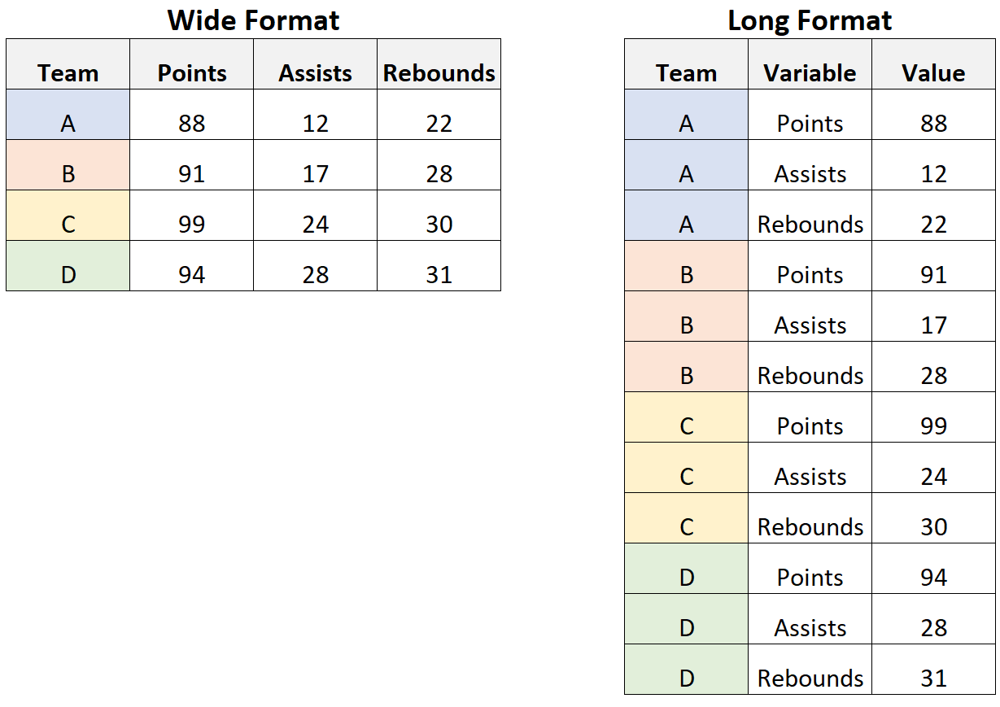 Wide Format
Team Points Assists Rebounds
A 88 12 22
B 91 17 28
C 99 24 30
D 94 28 31
Long Format
Team Variable Value
A Points 88
A Assists 12
A Rebounds 22
B Points 91
B Assists 17
B Rebounds 28
C Points 99
C Assists 24
C Rebounds 30
D Points 94
D Assists 28
D Rebounds 31